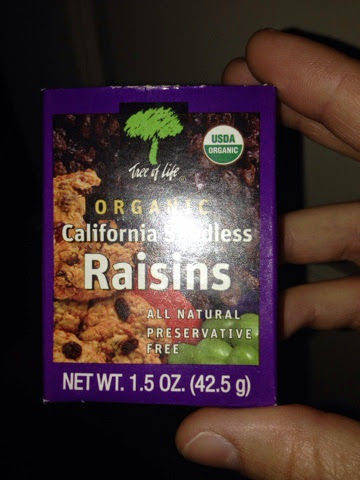 Tree of life
USDA
ORGANIC
ORGANIC
California Seedless
Raisins
ALL NATURAL
PRESERVATIVE
FREE
NET WT. 1.5 OZ. (42.5 g)